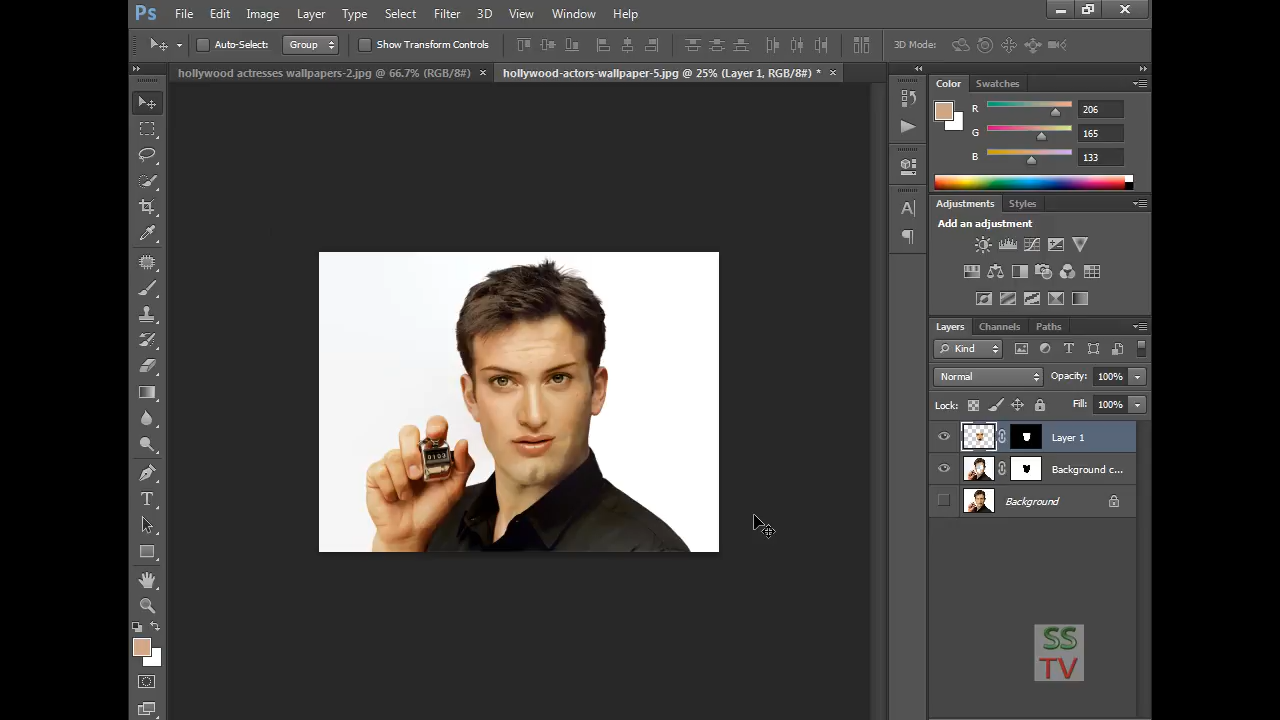 Ps File Edit Image Layer Type Select Filter 3D View Window Help
Auto-Select: Group Show Transform Controls 3D Mode:
hollywood actresses wallpapers-2.jpg @ 66.7% (RGB/8#) hollywood-actors-wallpaper-5.jpg @ 25% (Layer 1, RGB/8#) *
Color Swatches
R 206
G 165
B 133
Adjustments Styles
Add an adjustment
Layers Channels Paths
Kind
Normal Opacity: 100%
Lock: Fill: 100%
Layer 1
Background c...
Background
0103
SS
TV